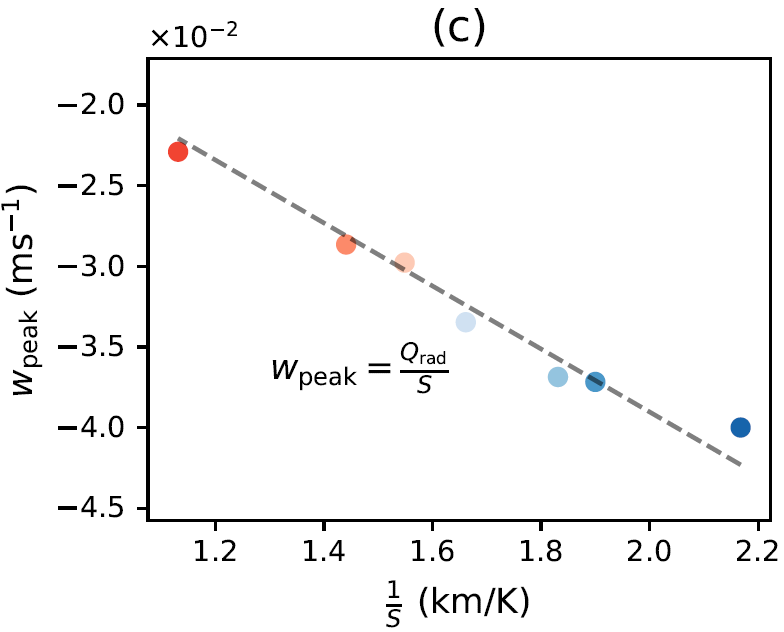 (c)
×10⁻²
−2.0
−2.5
−3.0
−3.5
−4.0
−4.5
w_peak (ms⁻¹)
w_peak = Q_rad/S
1.2 1.4 1.6 1.8 2.0 2.2
1/S (km/K)